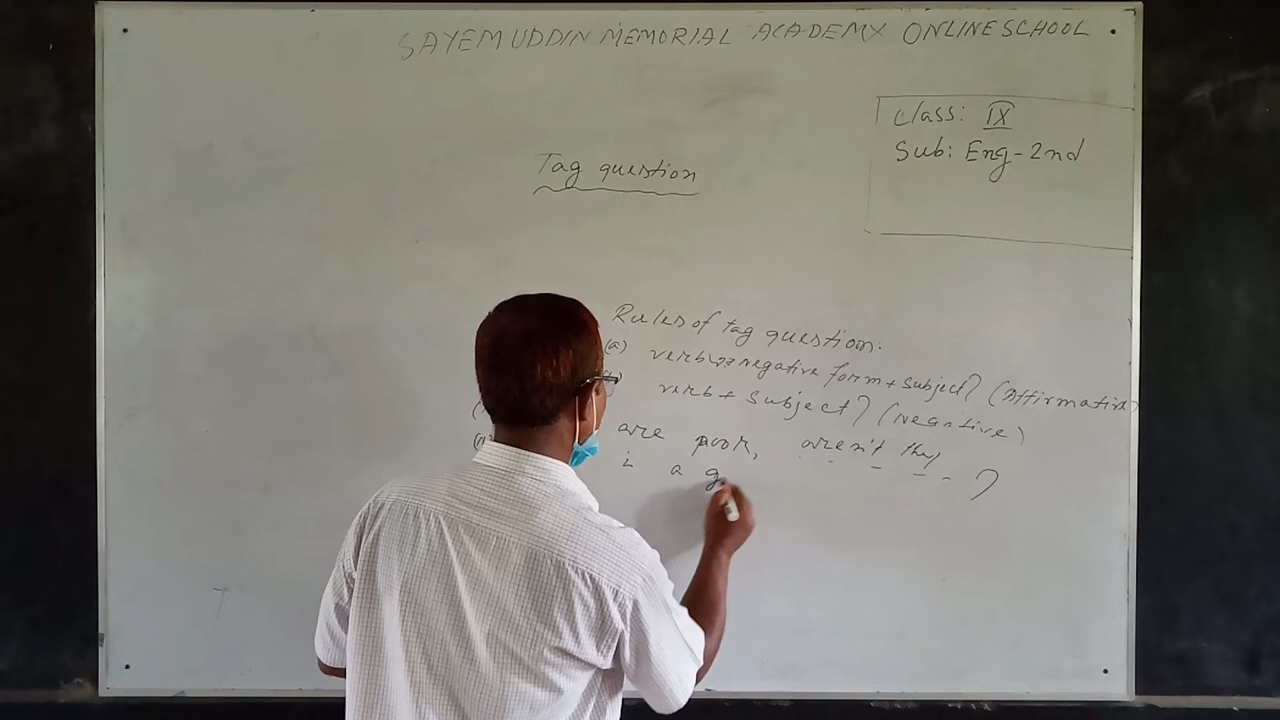 SAYEMUDDIN MEMORIAL ACADEMY ONLINE SCHOOL
Class: IX
Sub: Eng-2nd
Tag question
Rules of tag question.
(a) verb negative form + subject? (Affirmative)
verb + subject? (Negative)
are poor, aren't they ?
is a g